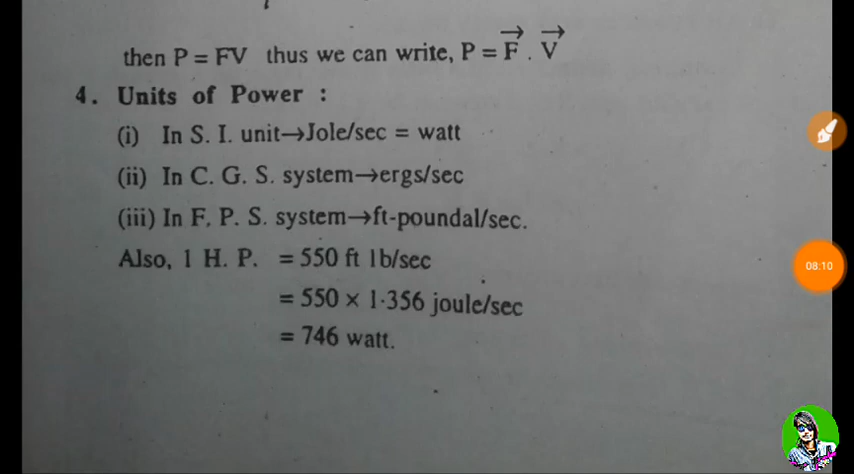 then P = FV thus we can write, P = F⃗ . V⃗
4. Units of Power :
(i) In S. I. unit→Jole/sec = watt
(ii) In C. G. S. system→ergs/sec
(iii) In F. P. S. system→ft-poundal/sec.
Also, 1 H. P. = 550 ft lb/sec
= 550 × 1·356 joule/sec
= 746 watt.
08:10